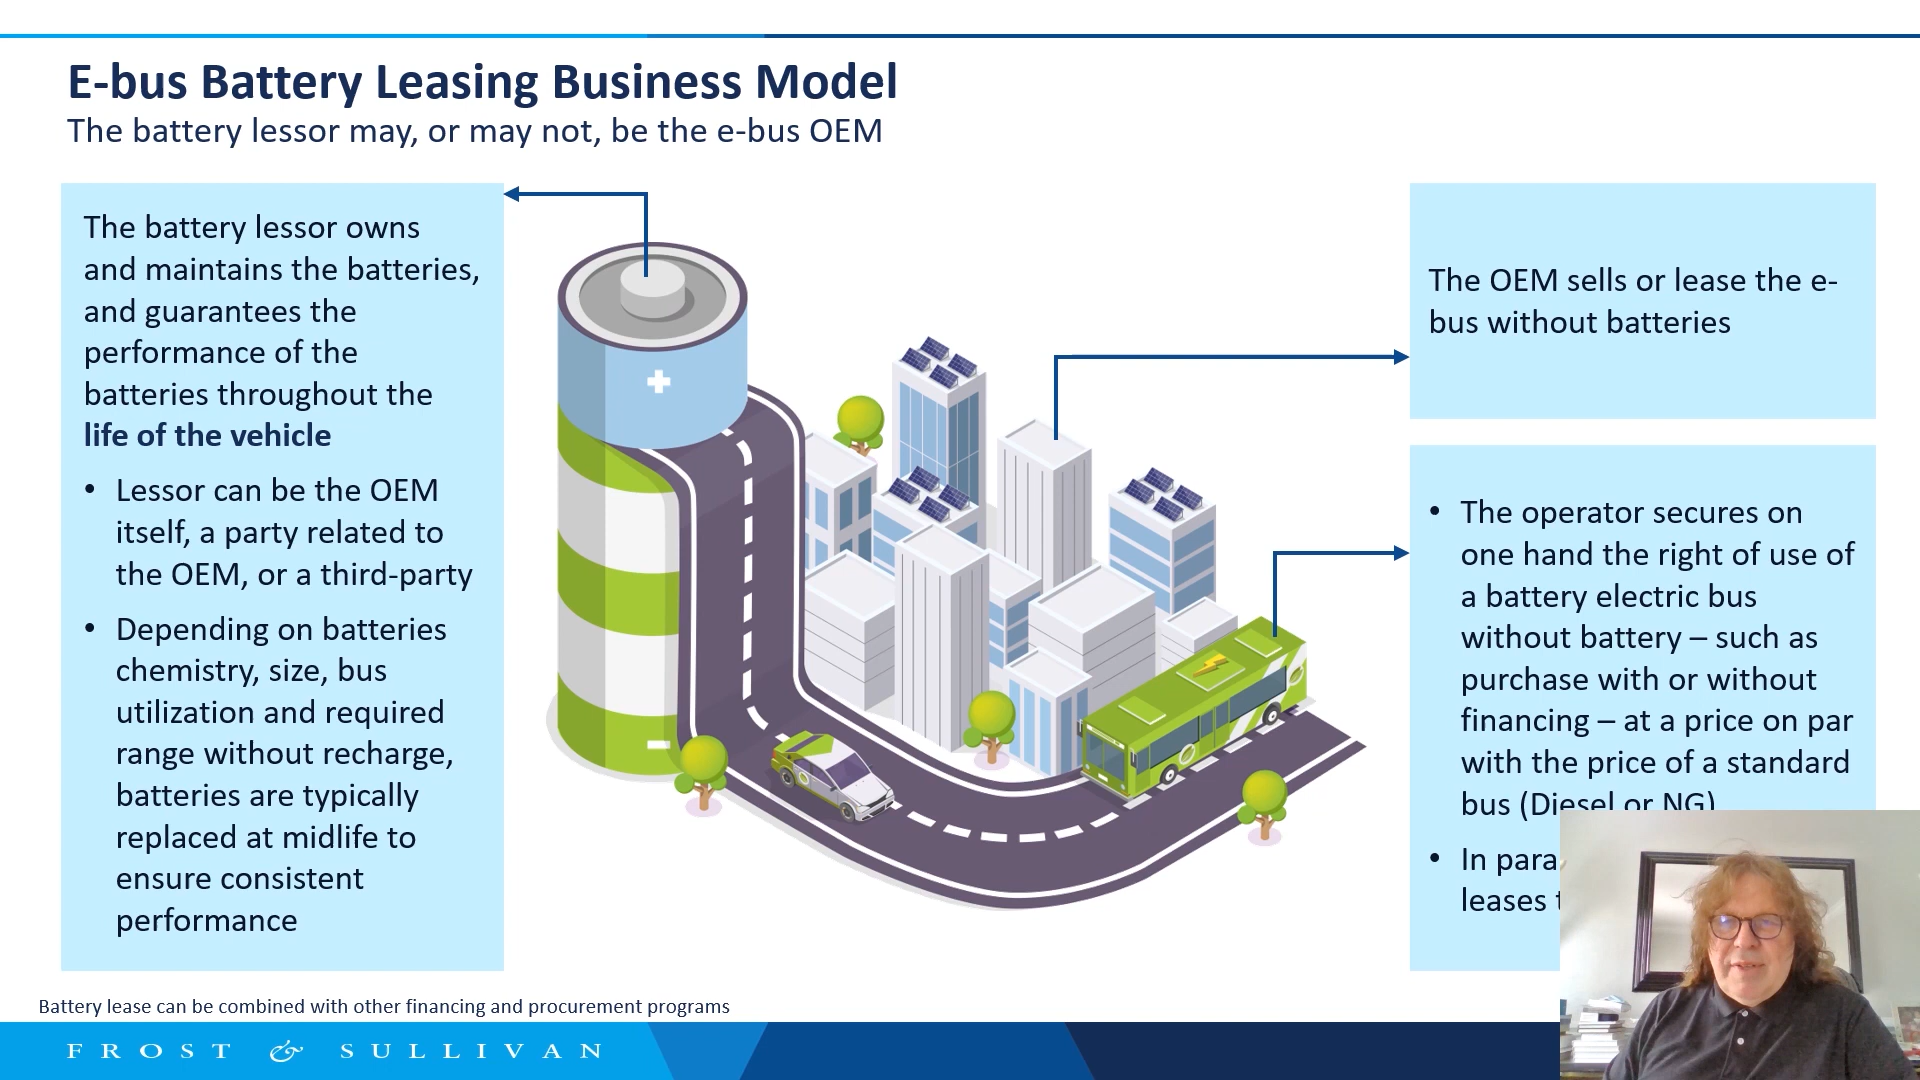 E-bus Battery Leasing Business Model
The battery lessor may, or may not, be the e-bus OEM
The battery lessor owns
and maintains the batteries,
and guarantees the
performance of the
batteries throughout the
life of the vehicle
• Lessor can be the OEM
itself, a party related to
the OEM, or a third-party
• Depending on batteries
chemistry, size, bus
utilization and required
range without recharge,
batteries are typically
replaced at midlife to
ensure consistent
performance
The OEM sells or lease the e-
bus without batteries
• The operator secures on
one hand the right of use of
a battery electric bus
without battery – such as
purchase with or without
financing – at a price on par
with the price of a standard
bus (Diesel or NG)
• In para
leases t
Battery lease can be combined with other financing and procurement programs
FROST & SULLIVAN